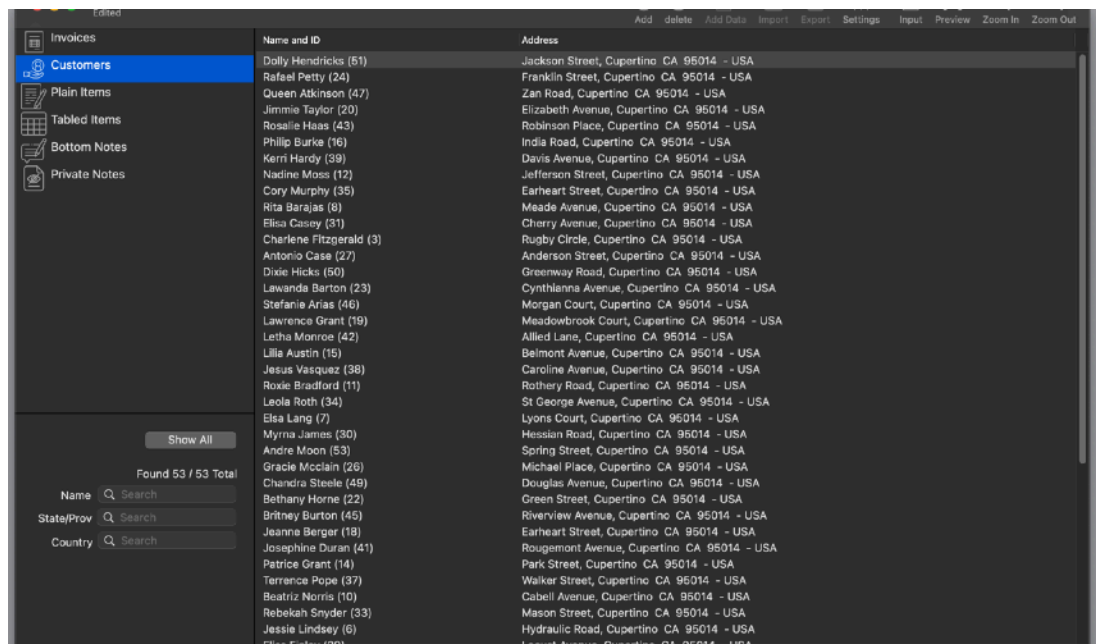 Edited
Add delete Add Data Import Export Settings Input Preview Zoom In Zoom Out
Invoices
Customers
Plain Items
Tabled Items
Bottom Notes
Private Notes
Show All
Found 53 / 53 Total
Name Search
State/Prov Search
Country Search
Name and ID Address
Dolly Hendricks (51) Jackson Street, Cupertino CA 95014 - USA
Rafael Petty (24) Franklin Street, Cupertino CA 95014 - USA
Queen Atkinson (47) Zan Road, Cupertino CA 95014 - USA
Jimmie Taylor (20) Elizabeth Avenue, Cupertino CA 95014 - USA
Rosalie Haas (43) Robinson Place, Cupertino CA 95014 - USA
Philip Burke (16) India Road, Cupertino CA 95014 - USA
Kerri Hardy (39) Davis Avenue, Cupertino CA 95014 - USA
Nadine Moss (12) Jefferson Street, Cupertino CA 95014 - USA
Cory Murphy (35) Earheart Street, Cupertino CA 95014 - USA
Rita Barajas (8) Meade Avenue, Cupertino CA 95014 - USA
Elisa Casey (31) Cherry Avenue, Cupertino CA 95014 - USA
Charlene Fitzgerald (3) Rugby Circle, Cupertino CA 95014 - USA
Antonio Case (27) Anderson Street, Cupertino CA 95014 - USA
Dixie Hicks (50) Greenway Road, Cupertino CA 95014 - USA
Lawanda Barton (23) Cynthianna Avenue, Cupertino CA 95014 - USA
Stefanie Arias (46) Morgan Court, Cupertino CA 95014 - USA
Lawrence Grant (19) Meadowbrook Court, Cupertino CA 95014 - USA
Letha Monroe (42) Allied Lane, Cupertino CA 95014 - USA
Lilia Austin (15) Belmont Avenue, Cupertino CA 95014 - USA
Jesus Vasquez (38) Caroline Avenue, Cupertino CA 95014 - USA
Roxie Bradford (11) Rothery Road, Cupertino CA 95014 - USA
Leola Roth (34) St George Avenue, Cupertino CA 95014 - USA
Elsa Lang (7) Lyons Court, Cupertino CA 95014 - USA
Myrna James (30) Hessian Road, Cupertino CA 95014 - USA
Andre Moon (53) Spring Street, Cupertino CA 95014 - USA
Gracie Mcclain (26) Michael Place, Cupertino CA 95014 - USA
Chandra Steele (49) Douglas Avenue, Cupertino CA 95014 - USA
Bethany Horne (22) Green Street, Cupertino CA 95014 - USA
Britney Burton (45) Riverview Avenue, Cupertino CA 95014 - USA
Jeanne Berger (18) Earheart Street, Cupertino CA 95014 - USA
Josephine Duran (41) Rougemont Avenue, Cupertino CA 95014 - USA
Patrice Grant (14) Park Street, Cupertino CA 95014 - USA
Terrence Pope (37) Walker Street, Cupertino CA 95014 - USA
Beatriz Norris (10) Cabell Avenue, Cupertino CA 95014 - USA
Rebekah Snyder (33) Mason Street, Cupertino CA 95014 - USA
Jessie Lindsey (6) Hydraulic Road, Cupertino CA 95014 - USA